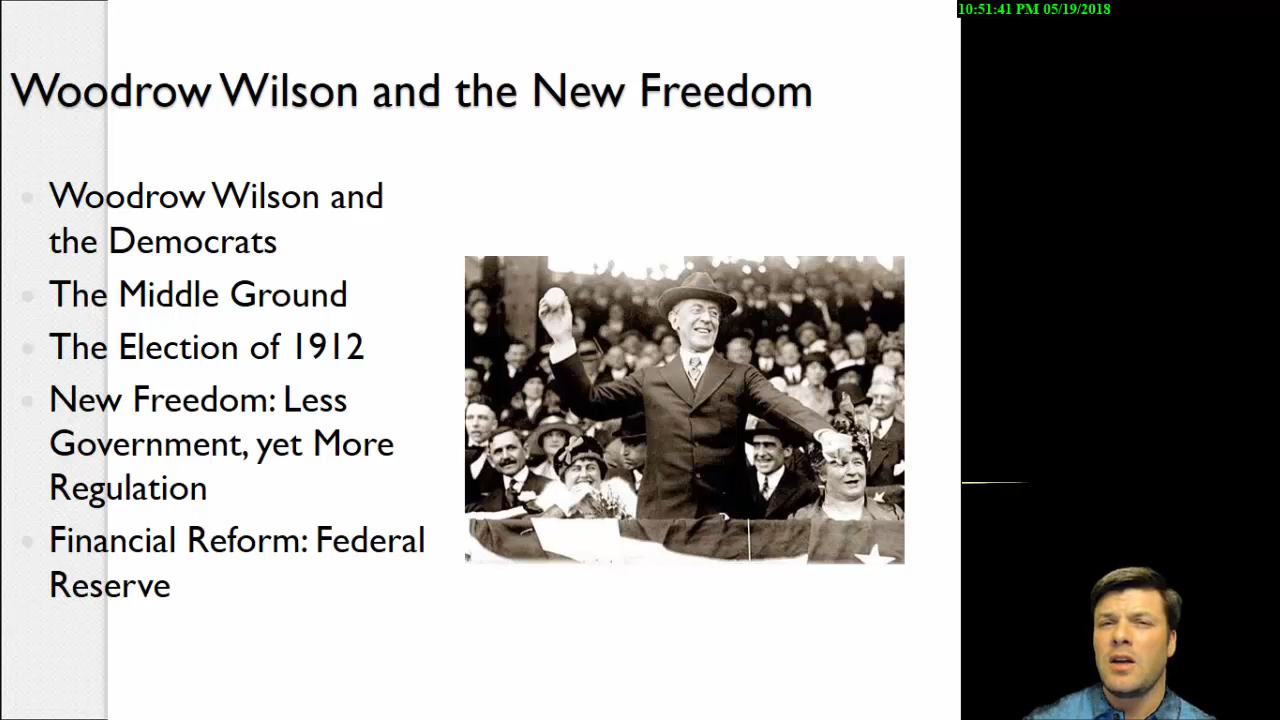 10:51:41 PM 05/19/2018
Woodrow Wilson and the New Freedom
Woodrow Wilson and
the Democrats
The Middle Ground
The Election of 1912
New Freedom: Less
Government, yet More
Regulation
Financial Reform: Federal
Reserve